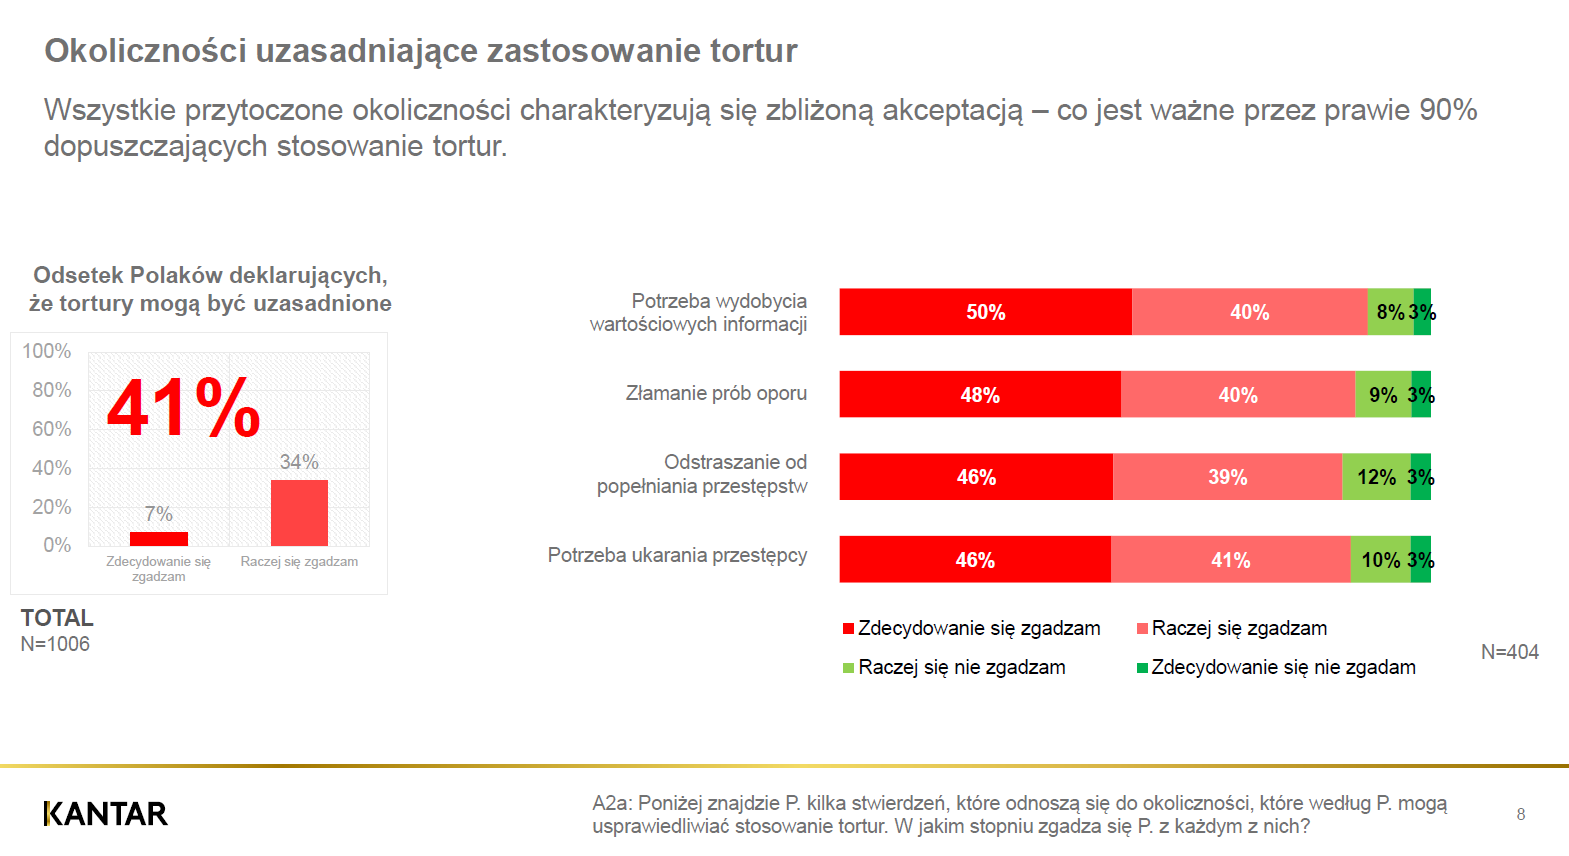 Okoliczności uzasadniające zastosowanie tortur
Wszystkie przytoczone okoliczności charakteryzują się zbliżoną akceptacją – co jest ważne przez prawie 90%
dopuszczających stosowanie tortur.
Odsetek Polaków deklarujących,
że tortury mogą być uzasadnione
100%
80%
60%
40%
20%
0%
41%
7%
34%
Zdecydowanie się
zgadzam
Raczej się zgadzam
TOTAL
N=1006
Potrzeba wydobycia
wartościowych informacji
50% 40% 8% 3%
Złamanie prób oporu
48% 40% 9% 3%
Odstraszanie od
popełniania przestępstw
46% 39% 12% 3%
Potrzeba ukarania przestępcy
46% 41% 10% 3%
Zdecydowanie się zgadzam
Raczej się zgadzam
Raczej się nie zgadzam
Zdecydowanie się nie zgadam
N=404
KANTAR
A2a: Poniżej znajdzie P. kilka stwierdzeń, które odnoszą się do okoliczności, które według P. mogą
usprawiedliwiać stosowanie tortur. W jakim stopniu zgadza się P. z każdym z nich?
8